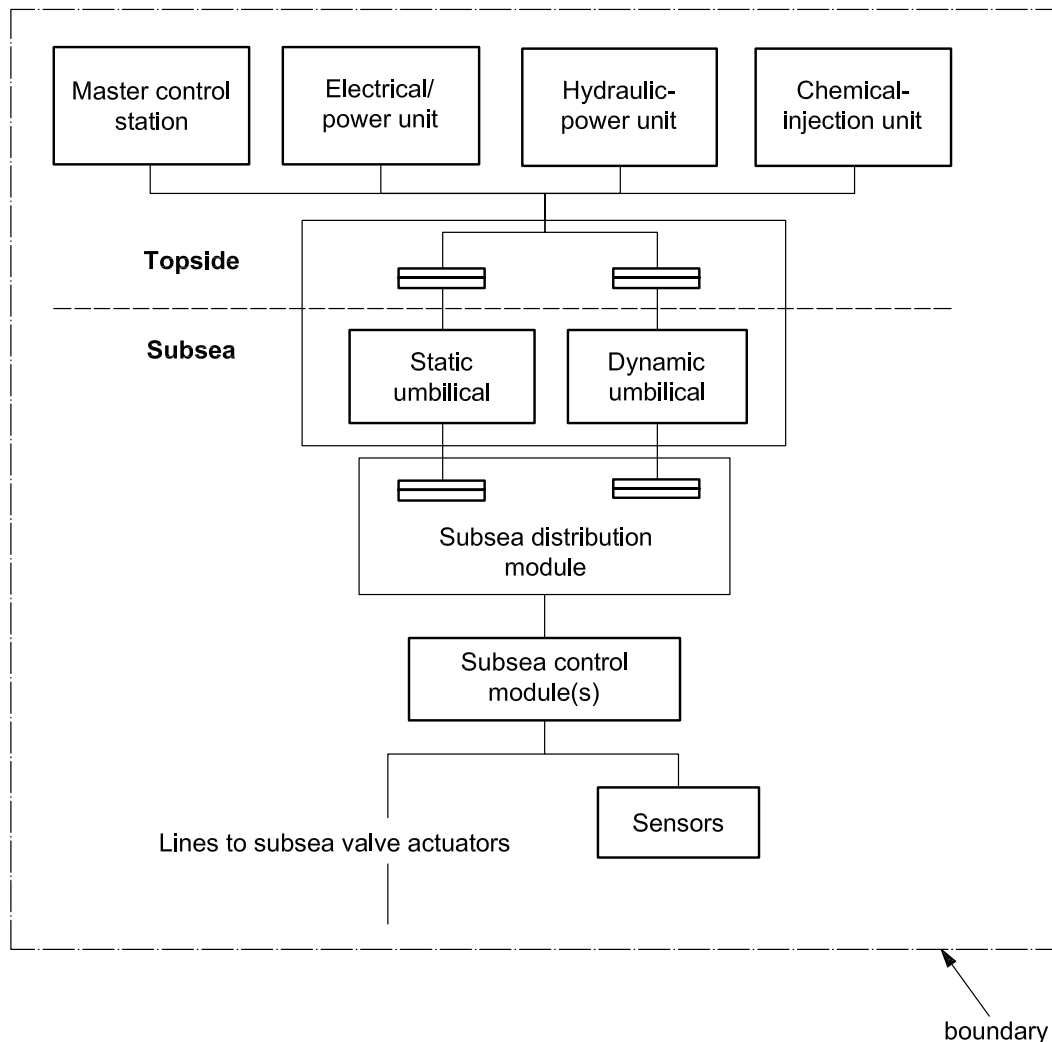 Master control
station
Electrical/
power unit
Hydraulic-
power unit
Chemical-
injection unit
Topside
Subsea
Static
umbilical
Dynamic
umbilical
Subsea distribution
module
Subsea control
module(s)
Lines to subsea valve actuators
Sensors
boundary